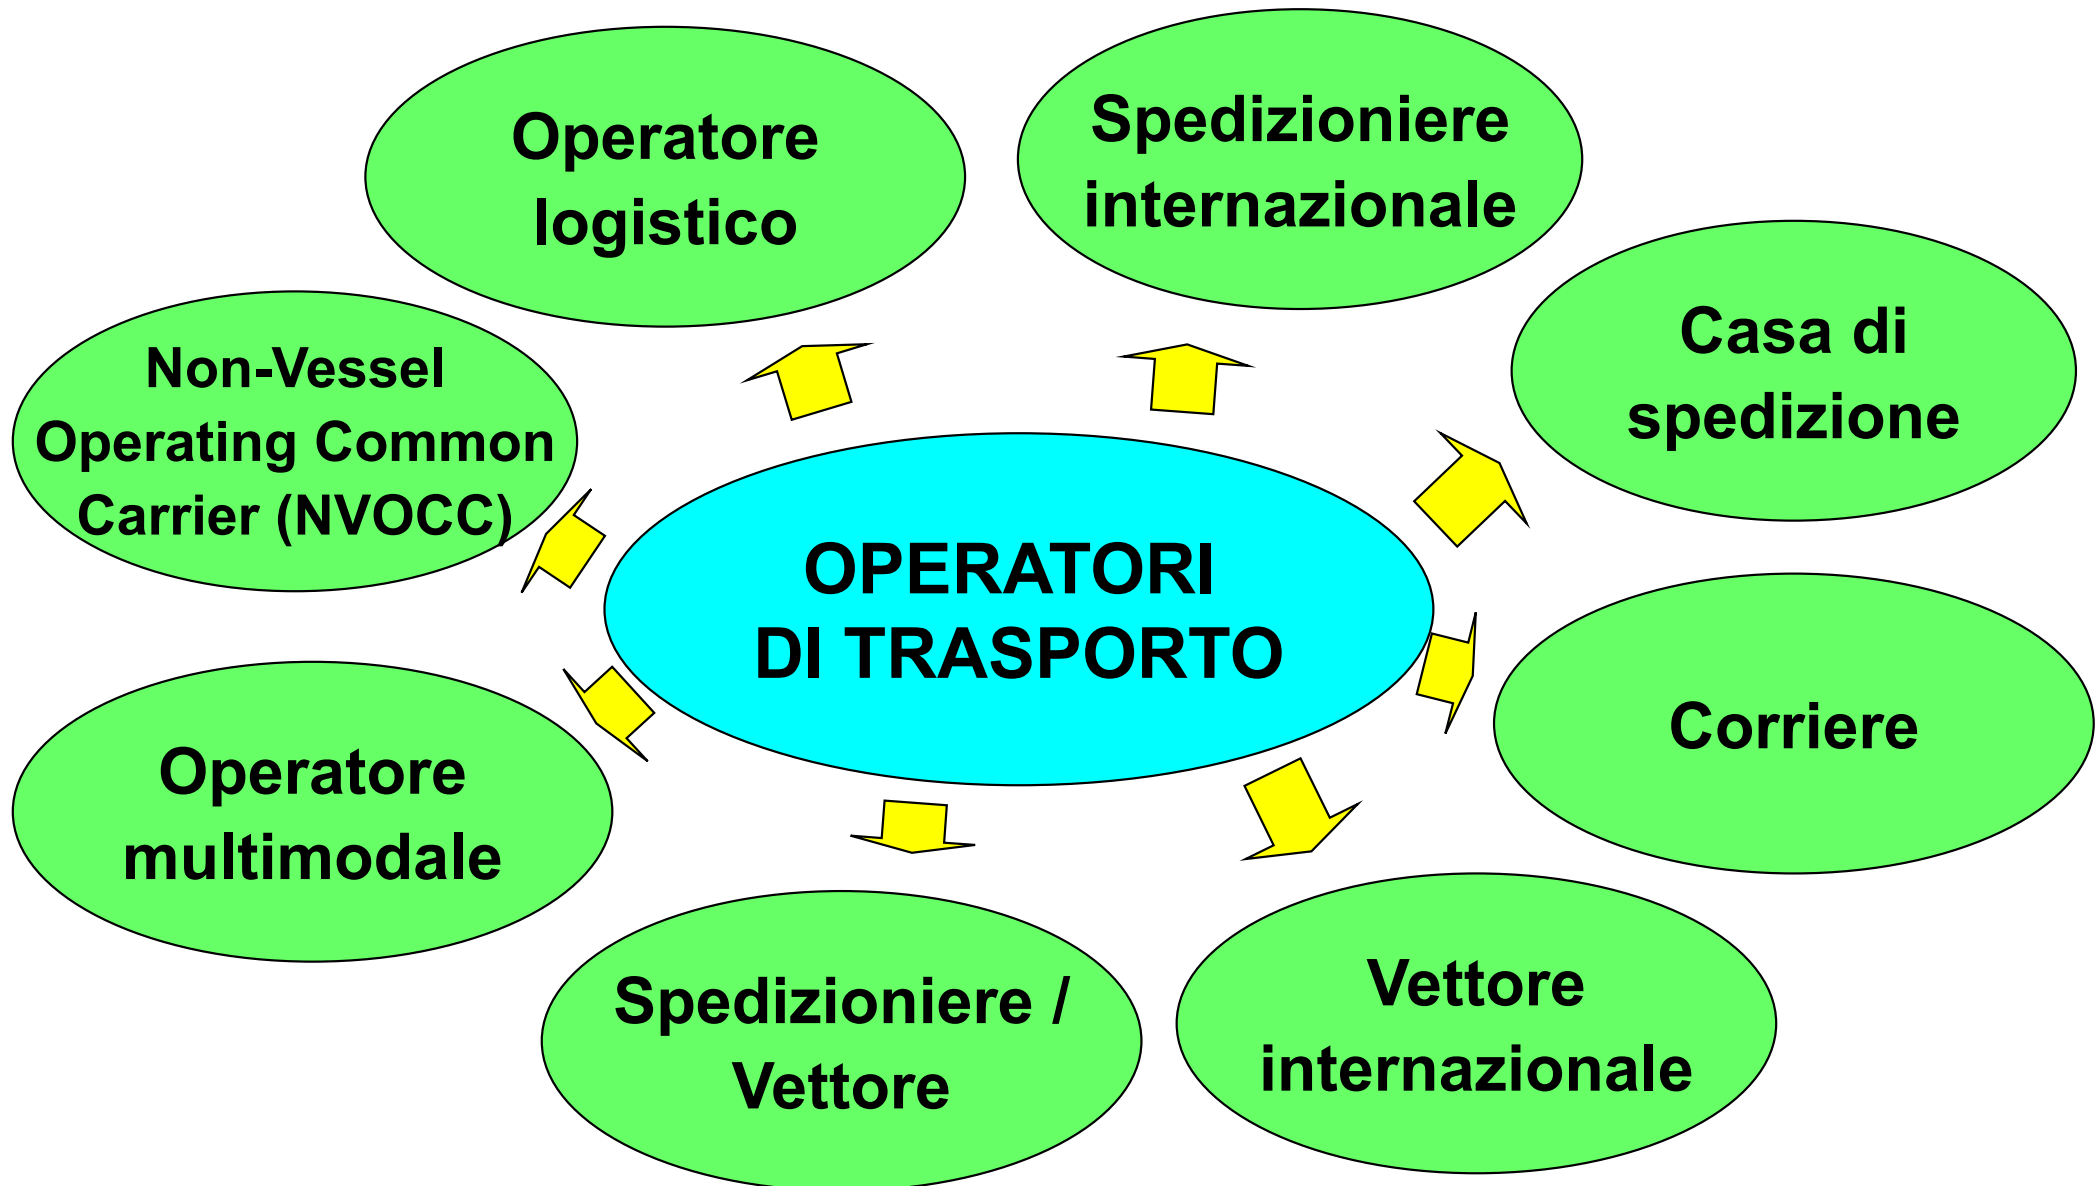 Operatore
logistico
Spedizioniere
internazionale
Casa di
spedizione
Non-Vessel
Operating Common
Carrier (NVOCC)
OPERATORI
DI TRASPORTO
Corriere
Operatore
multimodale
Spedizioniere /
Vettore
Vettore
internazionale